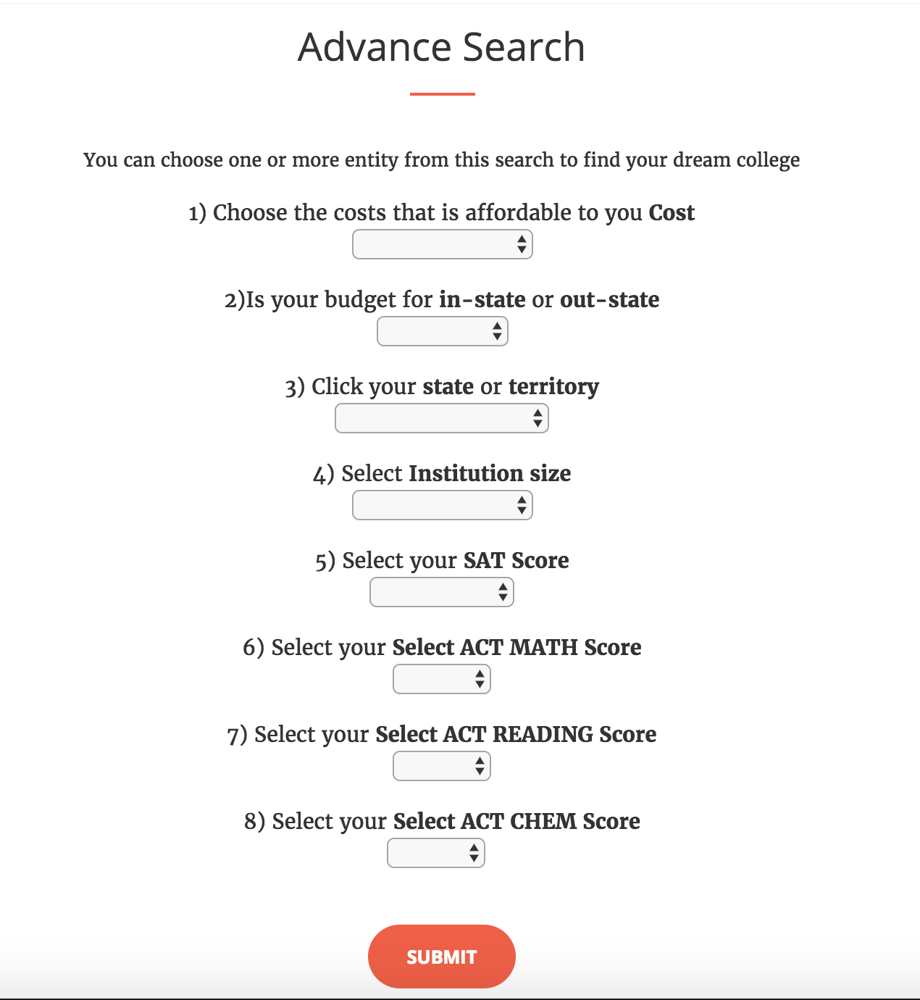 Advance Search
You can choose one or more entity from this search to find your dream college
1) Choose the costs that is affordable to you Cost
2)Is your budget for in-state or out-state
3) Click your state or territory
4) Select Institution size
5) Select your SAT Score
6) Select your Select ACT MATH Score
7) Select your Select ACT READING Score
8) Select your Select ACT CHEM Score
SUBMIT